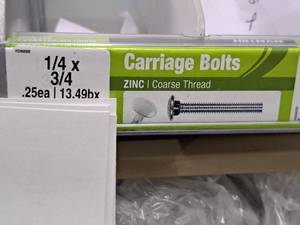 1/4 x
3/4
.25ea | 13.49bx
Carriage Bolts
ZINC | Coarse Thread